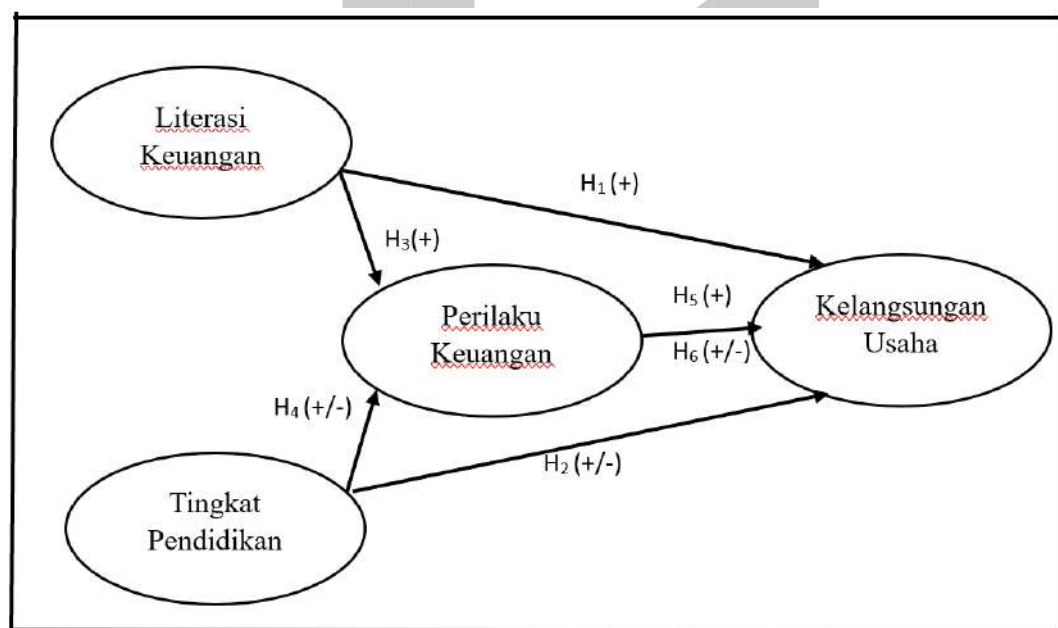 Literasi
Keuangan
H₁ (+)
H₃(+)
Perilaku
Keuangan
H₅ (+)
H₆ (+/-)
Kelangsungan
Usaha
H₄ (+/-)
H₂ (+/-)
Tingkat
Pendidikan